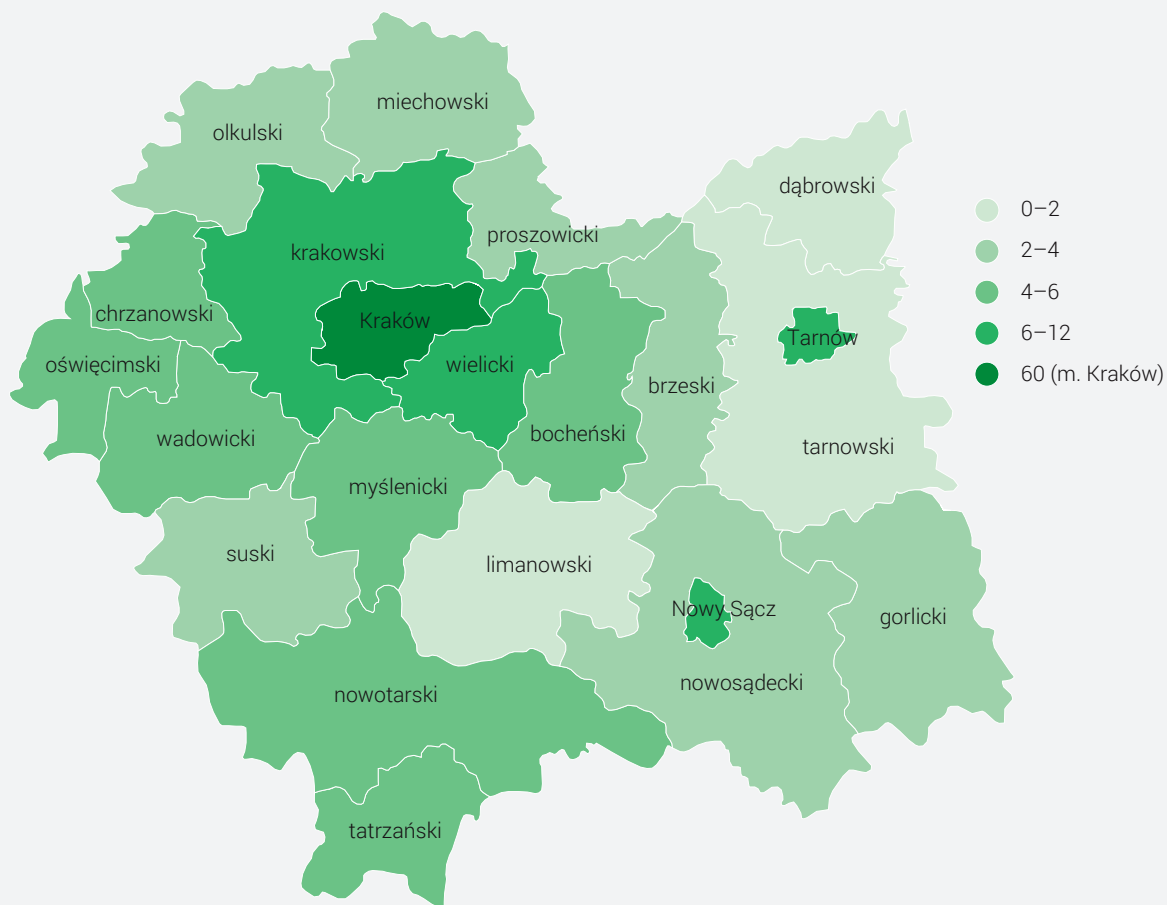 miechowski
olkulski
dąbrowski
proszowicki
krakowski
chrzanowski
Kraków
Tarnów
oświęcimski
wielicki
brzeski
wadowicki
bocheński
tarnowski
myślenicki
suski
limanowski
Nowy Sącz
gorlicki
nowosądecki
nowotarski
tatrzański
0–2
2–4
4–6
6–12
60 (m. Kraków)